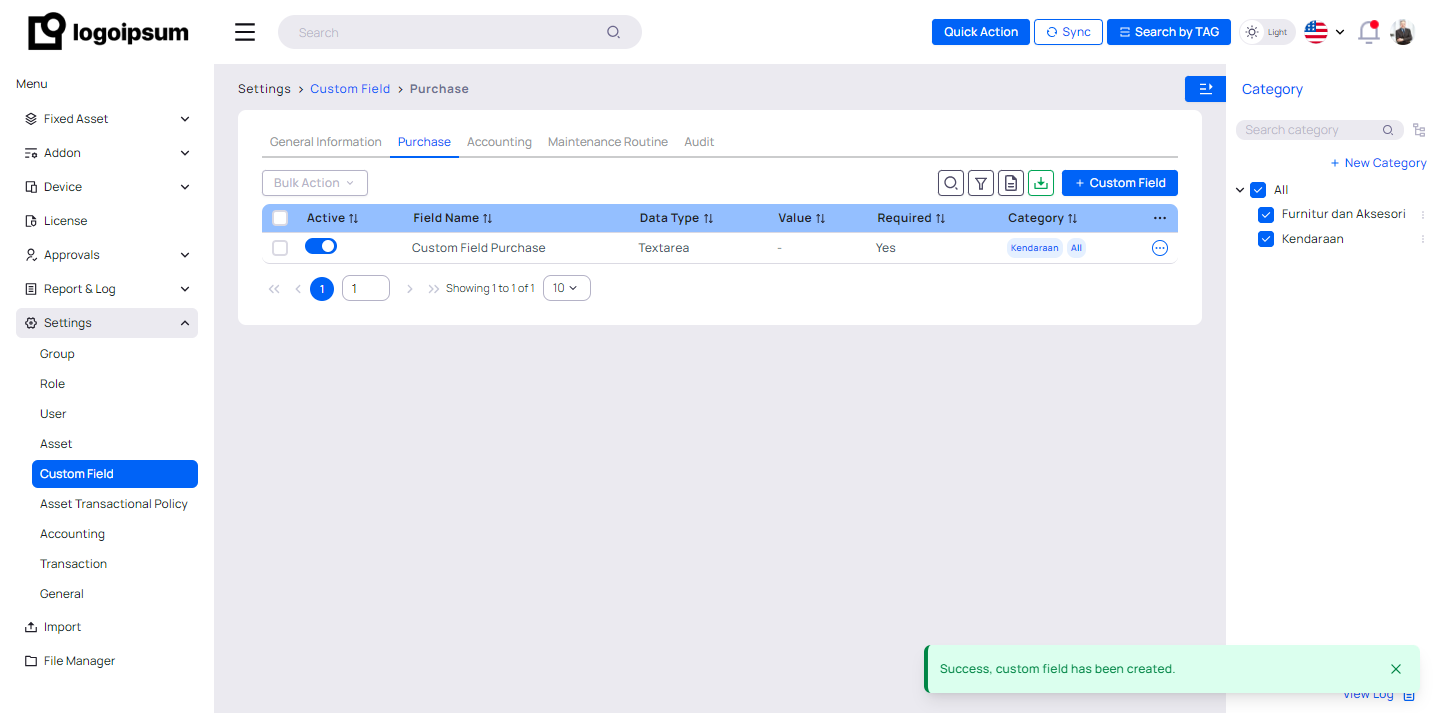 logoipsum
Search
Quick Action
Sync
Search by TAG
Light
Menu
Fixed Asset
Addon
Device
License
Approvals
Report & Log
Settings
Group
Role
User
Asset
Custom Field
Asset Transactional Policy
Accounting
Transaction
General
Import
File Manager
Settings > Custom Field > Purchase
General Information Purchase Accounting Maintenance Routine Audit
Bulk Action
+ Custom Field
Active Field Name Data Type Value Required Category ...
Custom Field Purchase Textarea - Yes Kendaraan All
<< < 1 1 > >> Showing 1 to 1 of 1 10
Category
Search category
+ New Category
All
Furnitur dan Aksesori
Kendaraan
Success, custom field has been created.
View Log